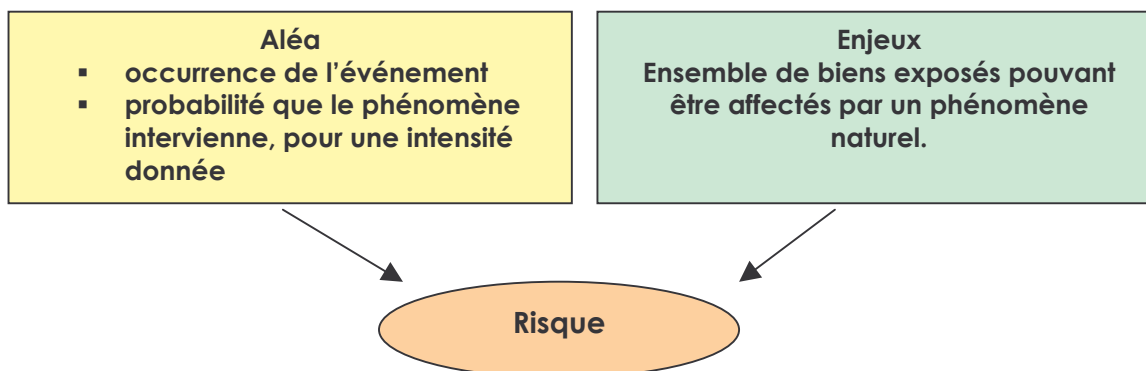 Aléa
▪ occurrence de l'événement
▪ probabilité que le phénomène
intervienne, pour une intensité
donnée
Enjeux
Ensemble de biens exposés pouvant
être affectés par un phénomène
naturel.
Risque